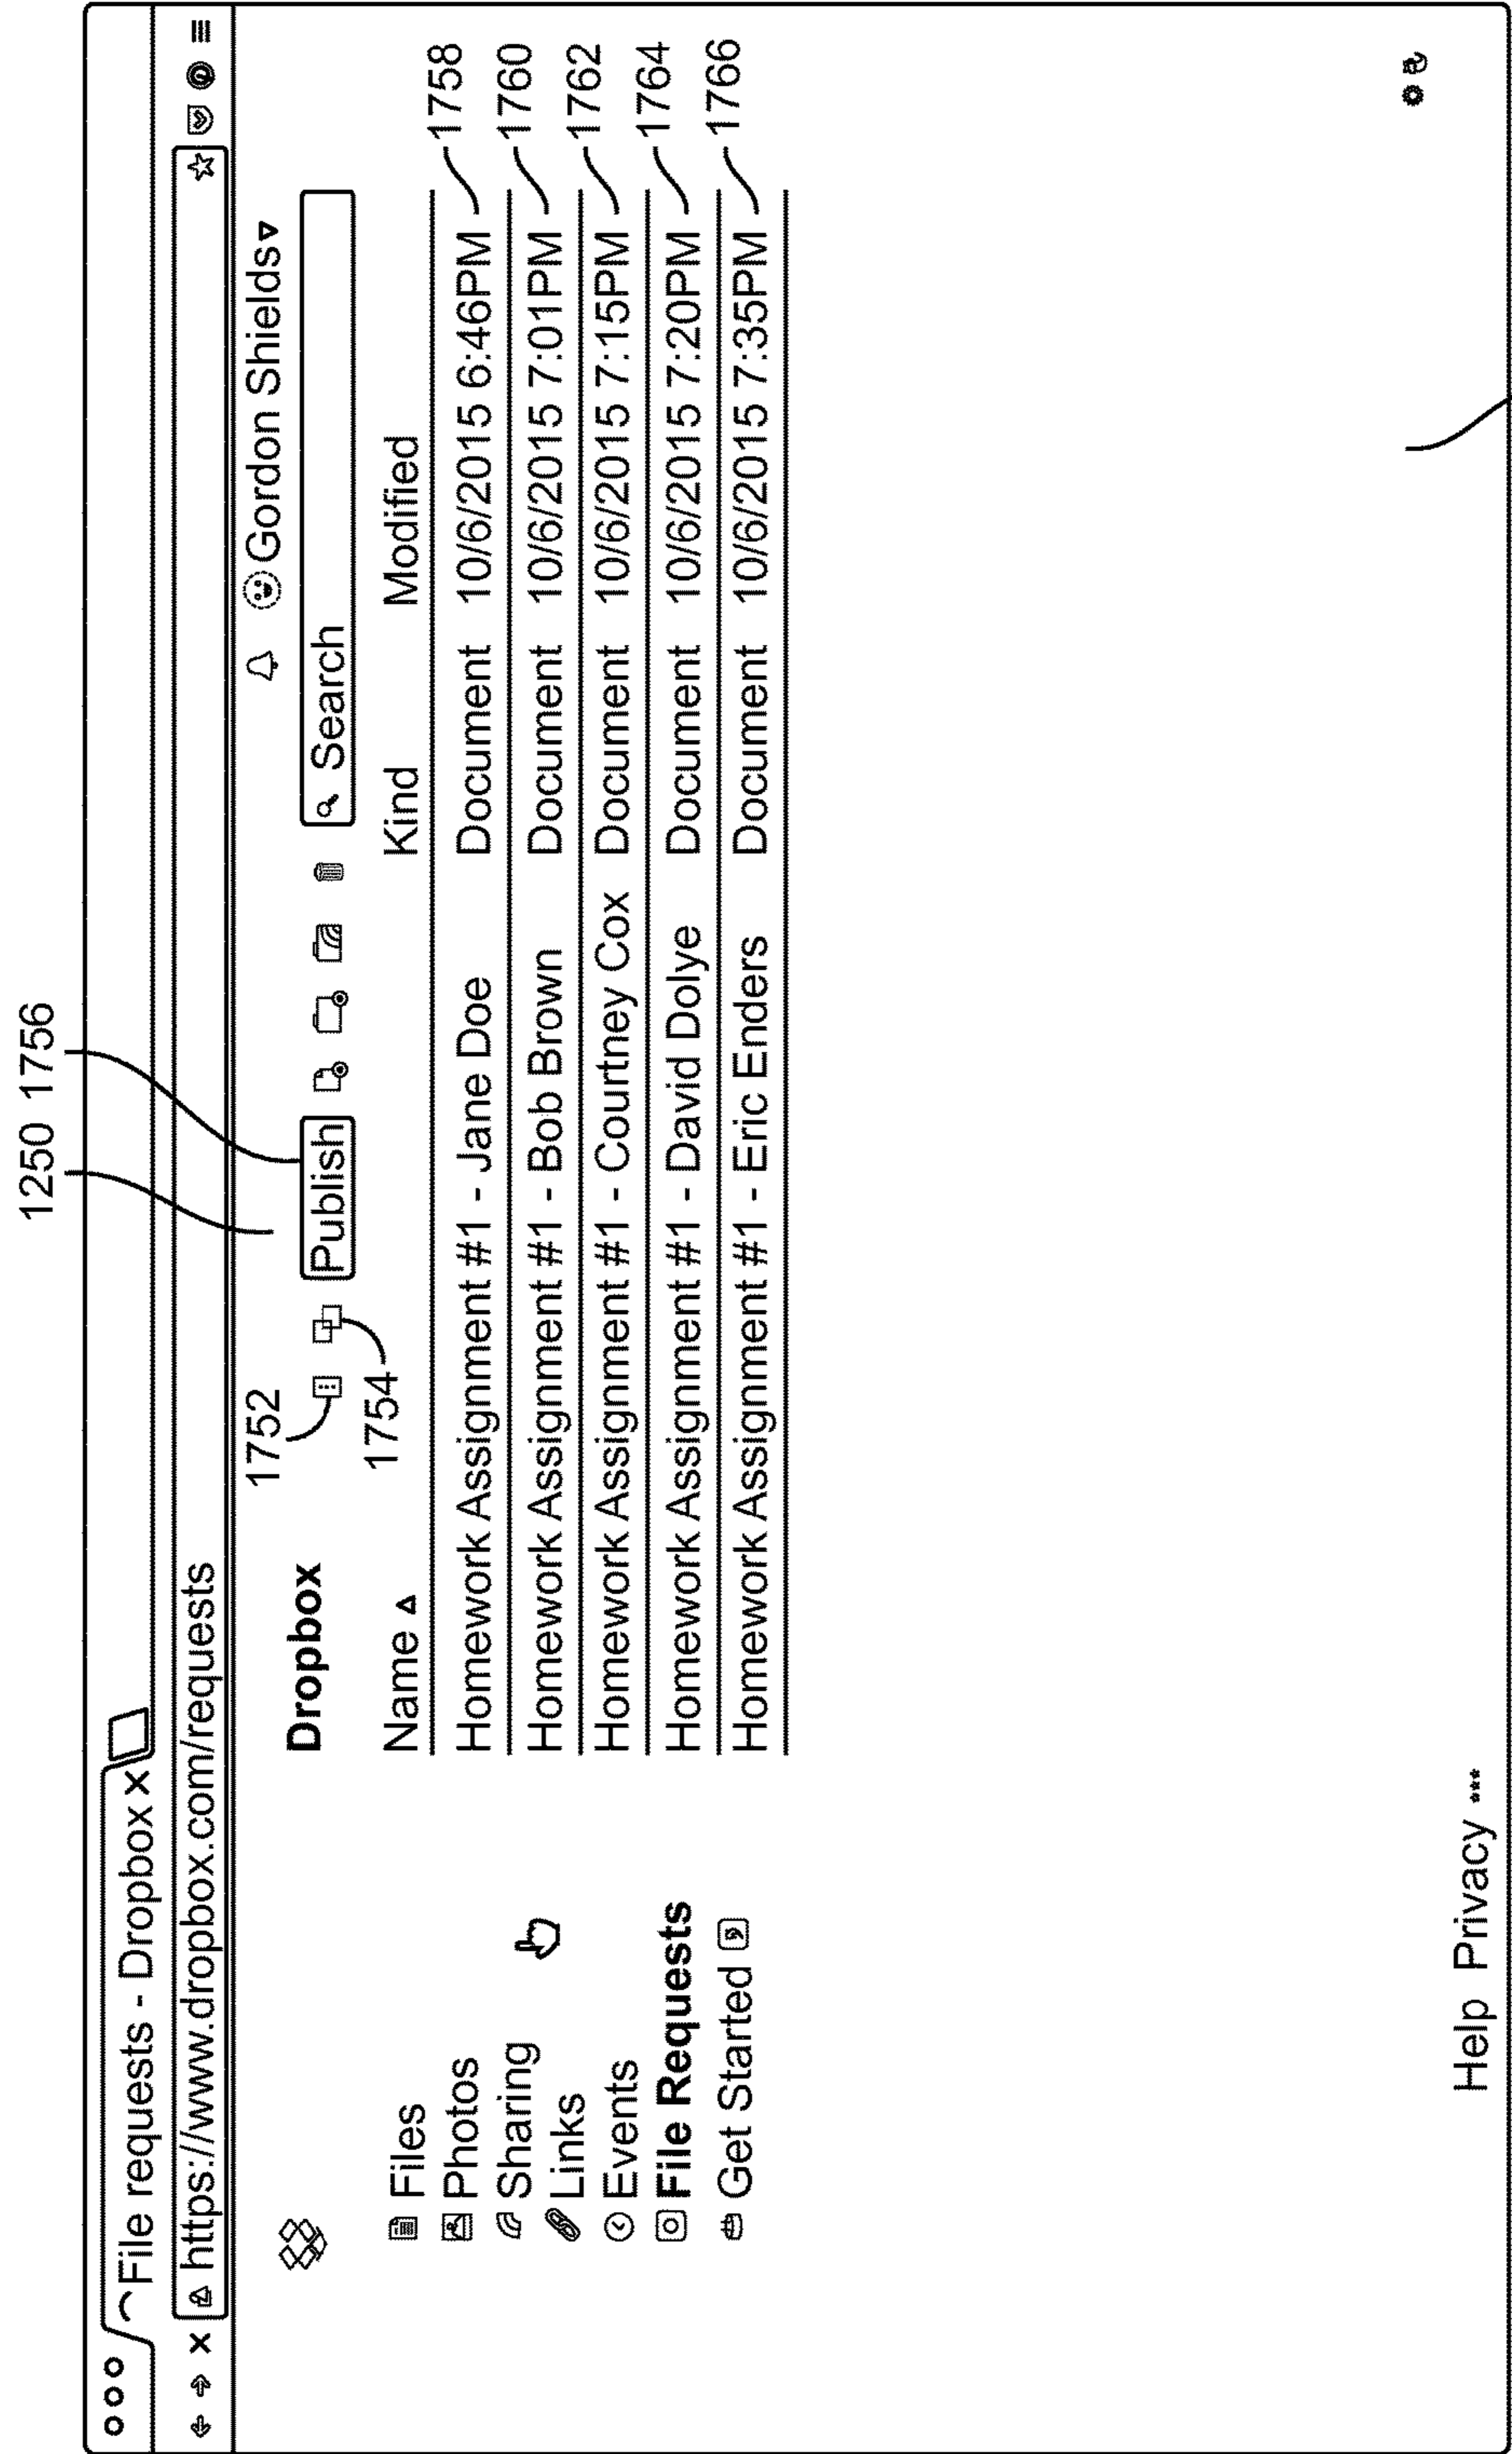 1250 1756
File requests - Dropbox X
https://www.dropbox.com/requests
Gordon Shields
1752
Dropbox
Publish
Search
1754
Name Kind Modified
Homework Assignment #1 - Jane Doe Document 10/6/2015 6:46PM 1758
Homework Assignment #1 - Bob Brown Document 10/6/2015 7:01PM 1760
Homework Assignment #1 - Courtney Cox Document 10/6/2015 7:15PM 1762
Homework Assignment #1 - David Dolye Document 10/6/2015 7:20PM 1764
Homework Assignment #1 - Eric Enders Document 10/6/2015 7:35PM 1766
Files
Photos
Sharing
Links
Events
File Requests
Get Started
Help Privacy